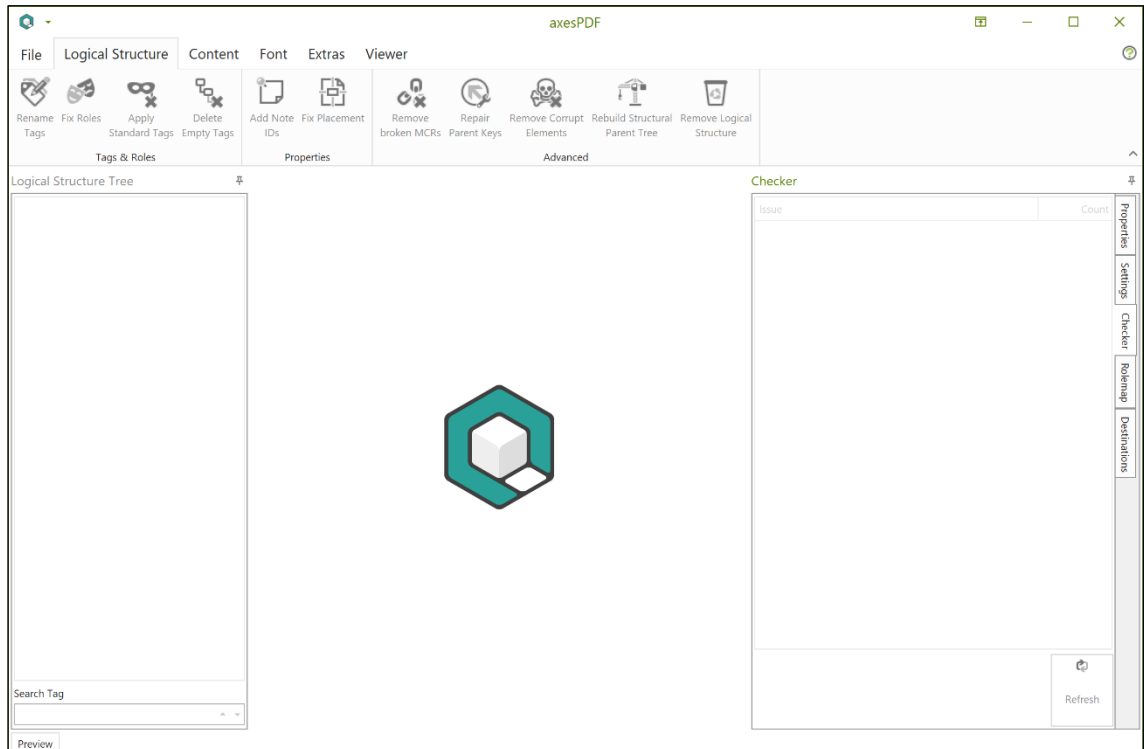 axesPDF
File Logical Structure Content Font Extras Viewer
Rename Fix Roles Apply Delete Add Note Fix Placement Remove Repair Remove Corrupt Rebuild Structural Remove Logical
Tags Standard Tags Empty Tags IDs broken MCRs Parent Keys Elements Parent Tree Structure
Tags & Roles Properties Advanced
Logical Structure Tree
Checker
Issue Count
Properties
Settings
Checker
Rolemap
Destinations
Refresh
Search Tag
Preview